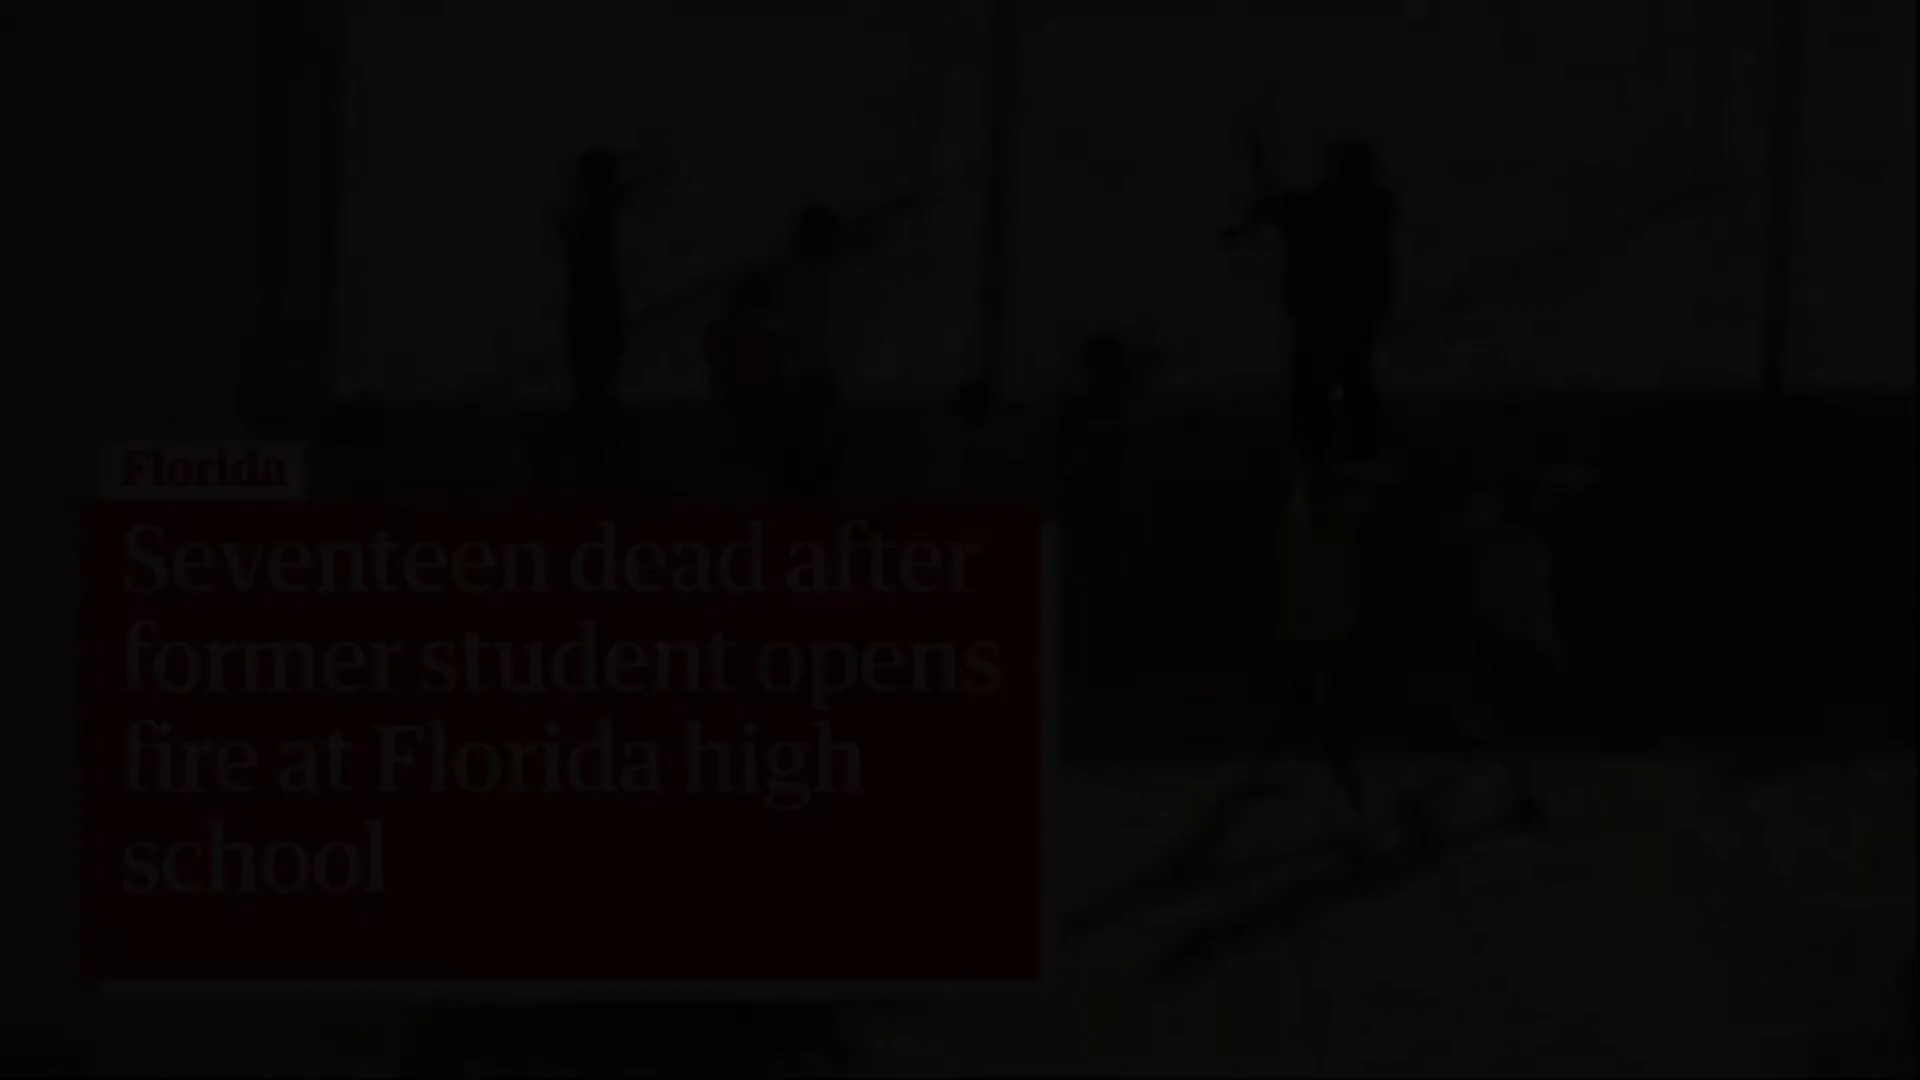 Florida
Seventeen dead after
former student opens
fire at Florida high
school